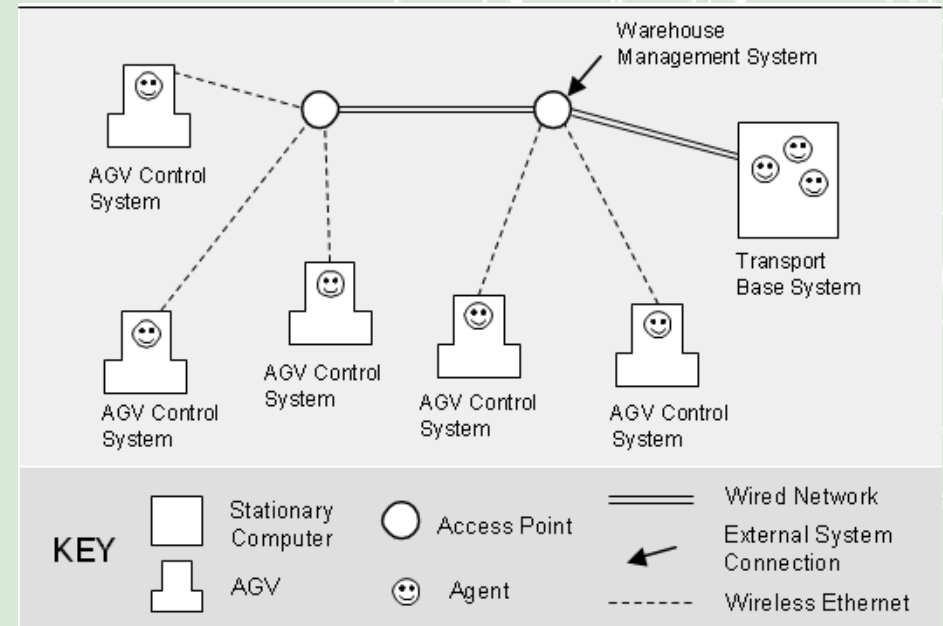 Warehouse
Management System
AGV Control
System
Transport
Base System
AGV Control
System
AGV Control
System
AGV Control
System
AGV Control
System
KEY
Stationary
Computer
Access Point
Wired Network
External System
Connection
AGV
Agent
Wireless Ethernet